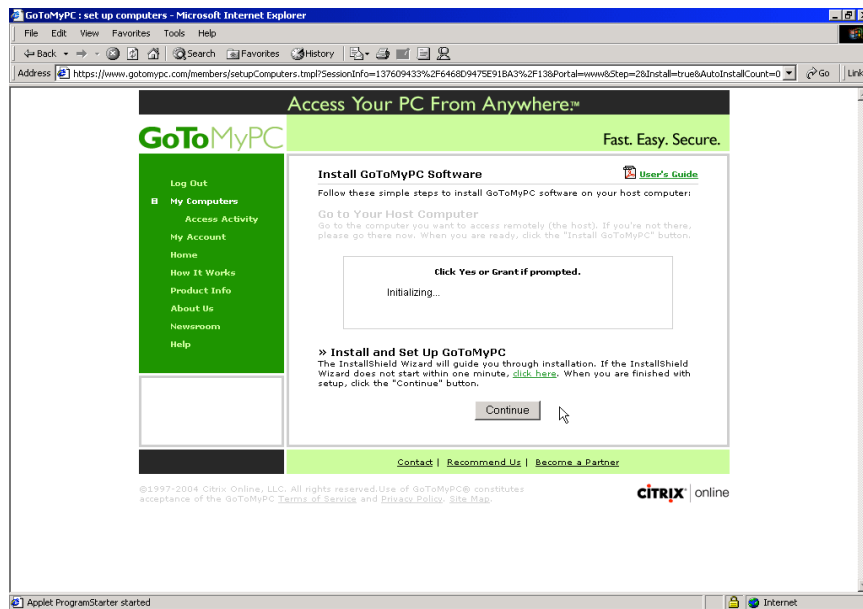 GoToMyPC : set up computers - Microsoft Internet Explorer
File Edit View Favorites Tools Help
Back Search Favorites History
Address https://www.gotomypc.com/members/setupComputers.tmpl?SessionInfo=137609433%2F6468D9475E91BA3%2F13&Portal=www&Step=2&Install=true&AutoInstallCount=0 Go Link
Access Your PC From Anywhere.™
GoToMyPC
Fast. Easy. Secure.
Log Out
My Computers
Access Activity
My Account
Home
How It Works
Product Info
About Us
Newsroom
Help
Install GoToMyPC Software
User's Guide
Follow these simple steps to install GoToMyPC software on your host computer:
Go to Your Host Computer
Go to the computer you want to access remotely (the host). If you're not there,
please go there now. When you are ready, click the "Install GoToMyPC" button.
Click Yes or Grant if prompted.
Initializing...
» Install and Set Up GoToMyPC
The InstallShield Wizard will guide you through installation. If the InstallShield
Wizard does not start within one minute, click here. When you are finished with
setup, click the "Continue" button.
Continue
Contact | Recommend Us | Become a Partner
©1997-2004 Citrix Online, LLC. All rights reserved.Use of GoToMyPC® constitutes
acceptance of the GoToMyPC Terms of Service and Privacy Policy. Site Map.
CITRIX online
Applet ProgramStarter started
Internet